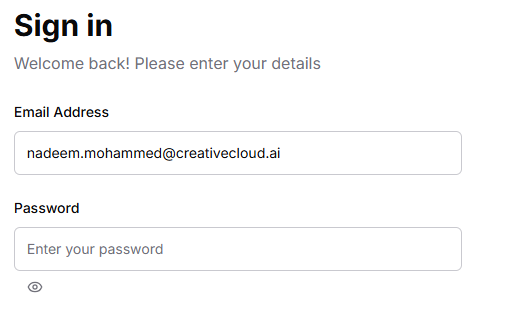 Sign in
Welcome back! Please enter your details
Email Address
nadeem.mohammed@creativecloud.ai
Password
Enter your password